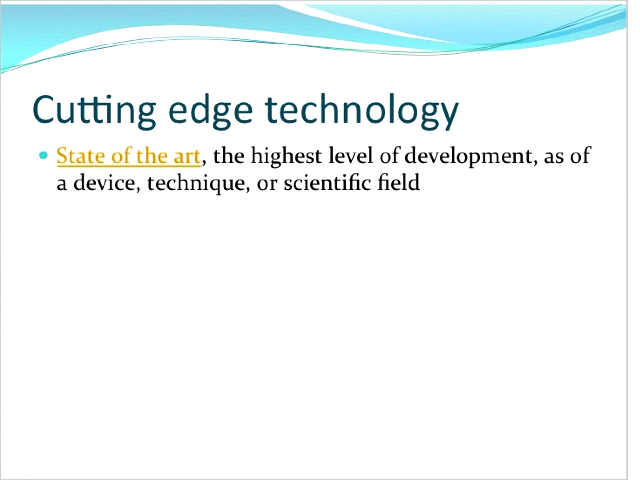 Cutting edge technology
• State of the art, the highest level of development, as of
a device, technique, or scientific field